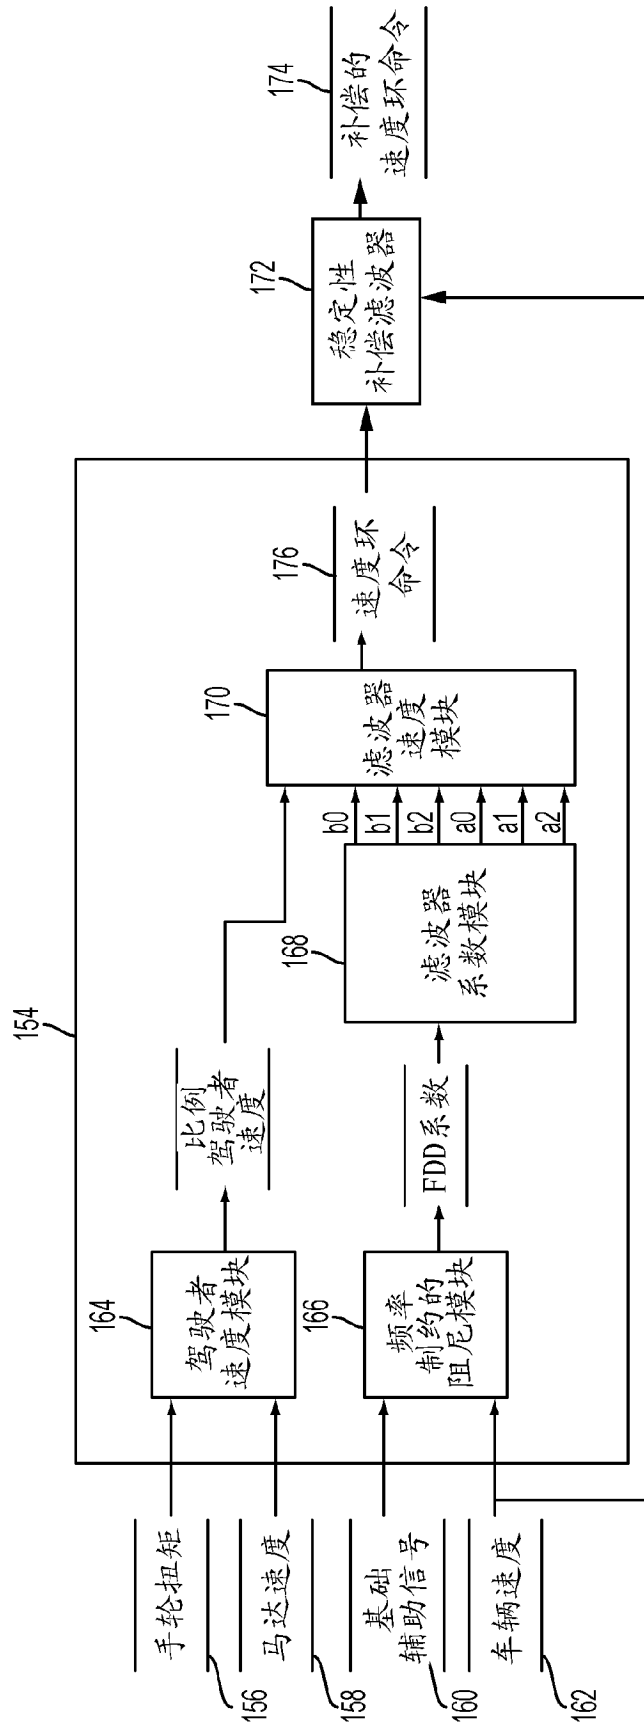 154
手轮扭矩
156
马达速度
158
基础
辅助信号
160
车辆速度
162
164
驾驶者
速度模块
166
频率
制约的
阻尼模块
比例
驾驶者
速度
FDD系数
168
滤波器
系数模块
b0
b1
b2
a0
a1
a2
170
滤波器
速度
模块
176
速度环
命令
172
稳定性
补偿滤波器
174
补偿的
速度环命令